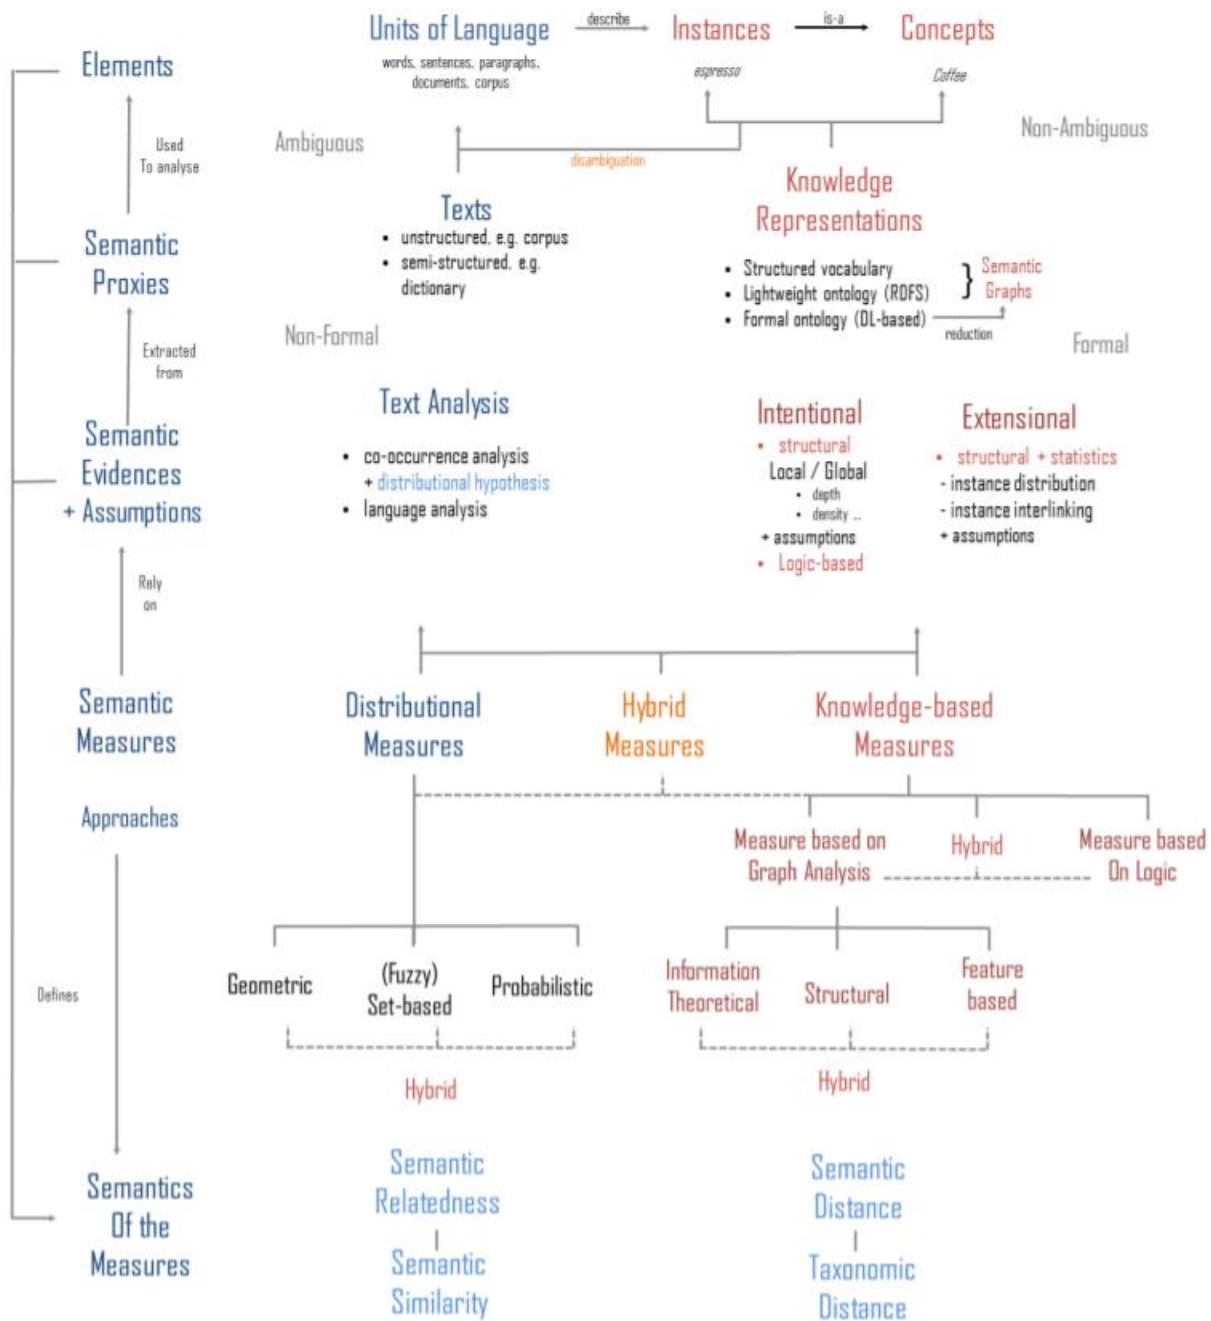 Units of Language
describe
Instances
is-a
Concepts
words, sentences, paragraphs,
documents, corpus
espresso
Coffee
Elements
Used
To analyse
Ambiguous
Non-Ambiguous
disambiguation
Semantic
Proxies
Texts
• unstructured, e.g. corpus
• semi-structured, e.g.
dictionary
Knowledge
Representations
• Structured vocabulary
• Lightweight ontology (RDFS)
• Formal ontology (DL-based)
}
Semantic
Graphs
reduction
Non-Formal
Formal
Extracted
from
Semantic
Evidences
+ Assumptions
Text Analysis
• co-occurrence analysis
+ distributional hypothesis
• language analysis
Intentional
• structural
Local / Global
• depth
• density ...
+ assumptions
• Logic-based
Extensional
• structural + statistics
- instance distribution
- instance interlinking
+ assumptions
Rely
on
Semantic
Measures
Distributional
Measures
Hybrid
Measures
Knowledge-based
Measures
Approaches
Measure based on
Graph Analysis
Hybrid
Measure based
On Logic
Defines
Geometric
(Fuzzy)
Set-based
Probabilistic
Information
Theoretical
Structural
Feature
based
Hybrid
Hybrid
Semantics
Of the
Measures
Semantic
Relatedness
Semantic
Similarity
Semantic
Distance
Taxonomic
Distance